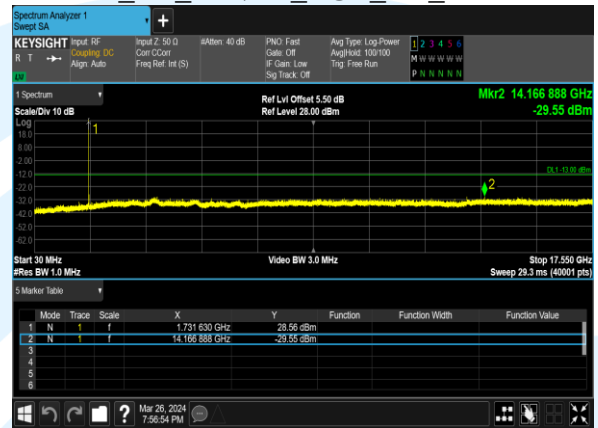 Spectrum Analyzer 1
Swept SA
+
KEYSIGHT Input: RF Input Z: 50 Ω #Atten: 40 dB PNO: Fast Avg Type: Log-Power 1 2 3 4 5 6
R T Coupling: DC Corr CCorr Gate: Off Avg|Hold: 100/100 M W W W W W
Align: Auto Freq Ref: Int (S) IF Gain: Low Trig: Free Run
LV Sig Track: Off P N N N N N
1 Spectrum Ref Lvl Offset 5.50 dB Mkr2 14.166 888 GHz
Scale/Div 10 dB Ref Level 28.00 dBm -29.55 dBm
Log
1
18.0
8.00
-2.00
-12.0 DL1 -13.00 dBm
-22.0 2
-32.0
-42.0
-52.0
-62.0
Start 30 MHz Video BW 3.0 MHz Stop 17.550 GHz
#Res BW 1.0 MHz Sweep 29.3 ms (40001 pts)
5 Marker Table
Mode Trace Scale X Y Function Function Width Function Value
1 N 1 f 1.731 630 GHz 28.56 dBm
2 N 1 f 14.166 888 GHz -29.55 dBm
3
4
5
6
? Mar 26, 2024
7:56:54 PM